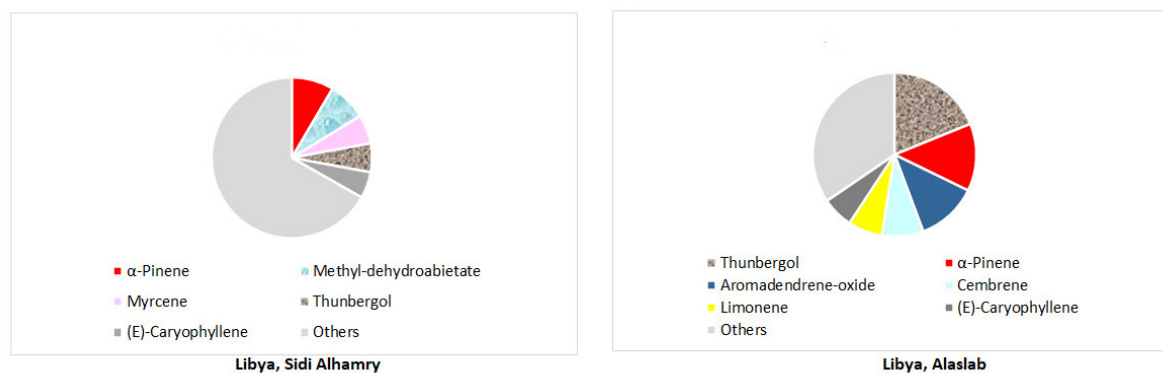 α-Pinene
Methyl-dehydroabietate
Myrcene
Thunbergol
(E)-Caryophyllene
Others
Libya, Sidi Alhamry
Thunbergol
α-Pinene
Aromadendrene-oxide
Cembrene
Limonene
(E)-Caryophyllene
Others
Libya, Alaslab